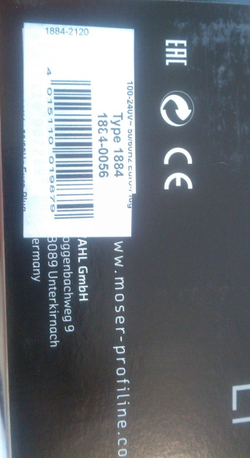 1884-2120
4 015110 019879
Type 1884
1884-0056
100-240V~ 50/60Hz
EAC
CE
www.moser-profiline.co
AHL GmbH
oggenbachweg 9
8089 Unterkirnach
ermany